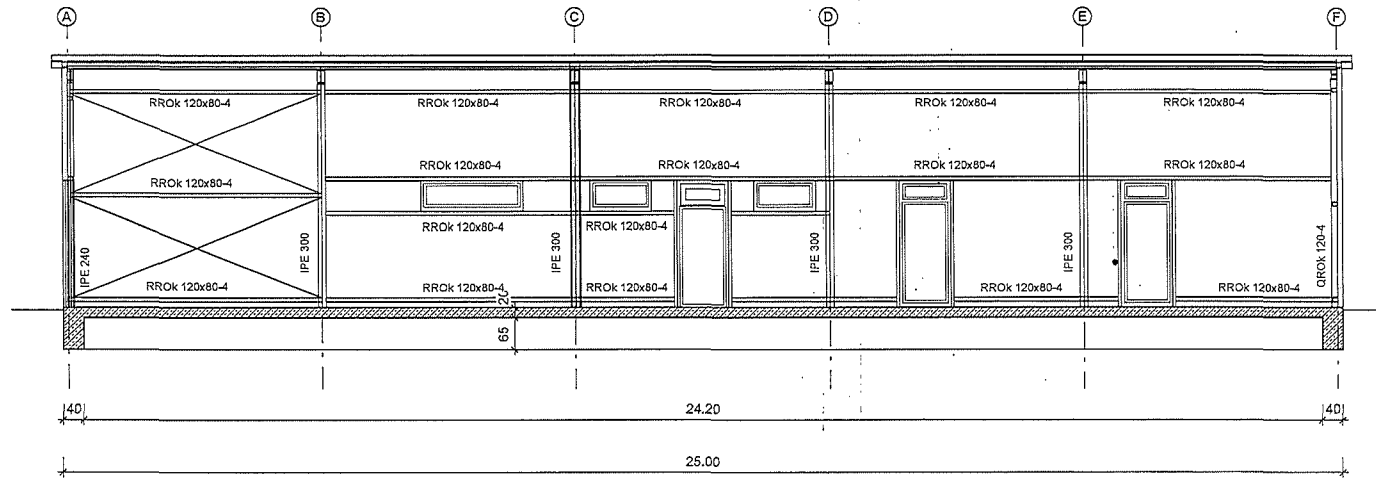 A B C D E F
RROk 120x80-4 RROk 120x80-4 RROk 120x80-4 RROk 120x80-4 RROk 120x80-4
RROk 120x80-4 RROk 120x80-4 RROk 120x80-4 RROk 120x80-4
RROk 120x80-4
RROk 120x80-4 RROk 120x80-4
IPE 240 IPE 300 IPE 300 IPE 300 IPE 300 QROk 120-4
RROk 120x80-4 RROk 120x80-4 RROk 120x80-4 RROk 120x80-4 RROk 120x80-4
20
65
40 24.20 40
25.00